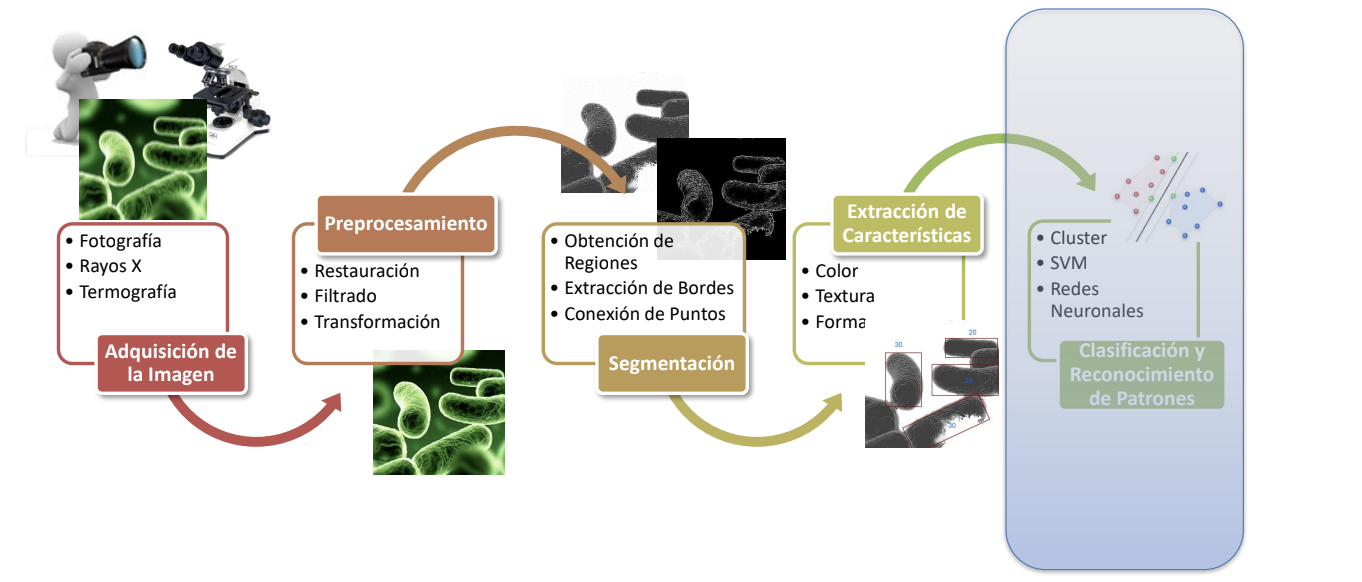 • Fotografía
• Rayos X
• Termografía
Adquisición de
la Imagen
Preprocesamiento
• Restauración
• Filtrado
• Transformación
• Obtención de
Regiones
• Extracción de Bordes
• Conexión de Puntos
Segmentación
Extracción de
Características
• Color
• Textura
• Forma
30
20
30
• Cluster
• SVM
• Redes
Neuronales
Clasificación y
Reconocimiento
de Patrones